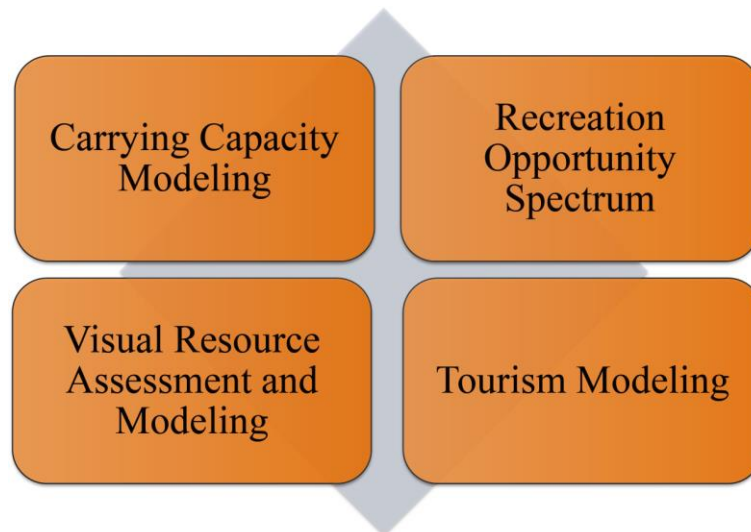 Carrying Capacity
Modeling
Recreation
Opportunity
Spectrum
Visual Resource
Assessment and
Modeling
Tourism Modeling